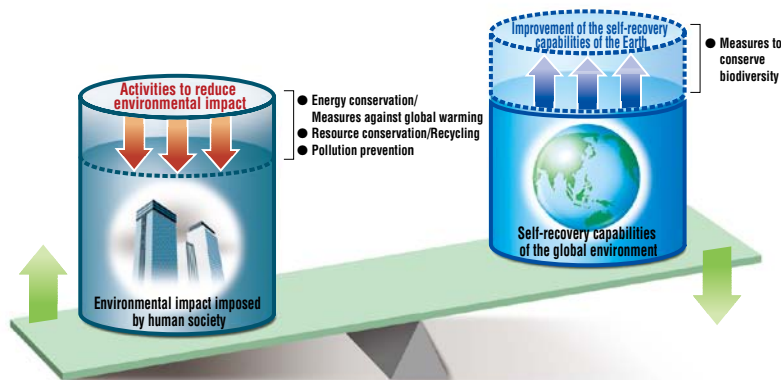 Activities to reduce
environmental impact
● Energy conservation/
Measures against global warming
● Resource conservation/Recycling
● Pollution prevention
Environmental impact imposed
by human society
Improvement of the self-recovery
capabilities of the Earth
● Measures to
conserve
biodiversity
Self-recovery capabilities
of the global environment